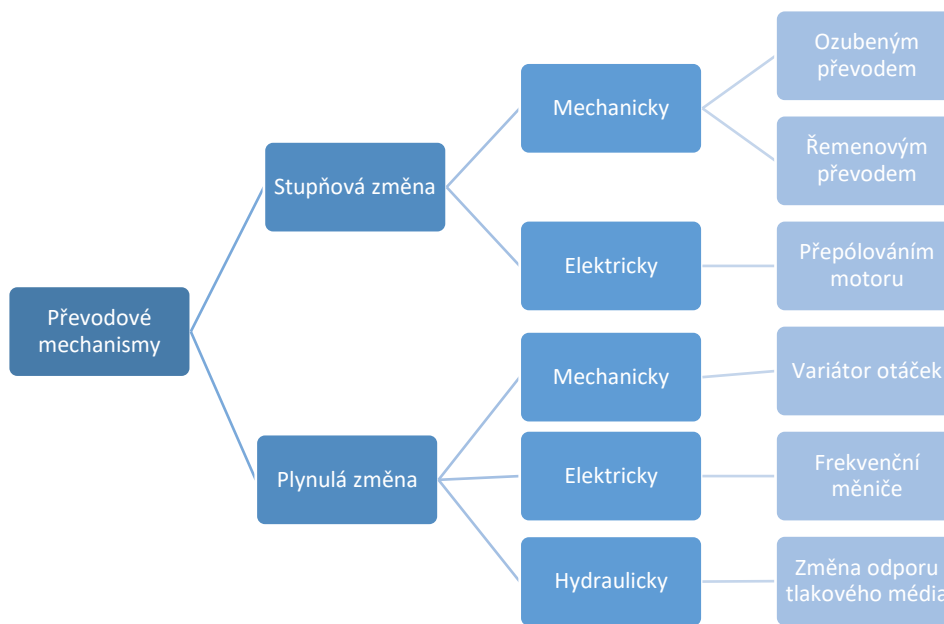 Převodové
mechanismy
Stupňová změna
Mechanicky
Ozubeným
převodem
Řemenovým
převodem
Elektricky
Přepólováním
motoru
Plynulá změna
Mechanicky
Variátor otáček
Elektricky
Frekvenční
měniče
Hydraulicky
Změna odporu
tlakového média